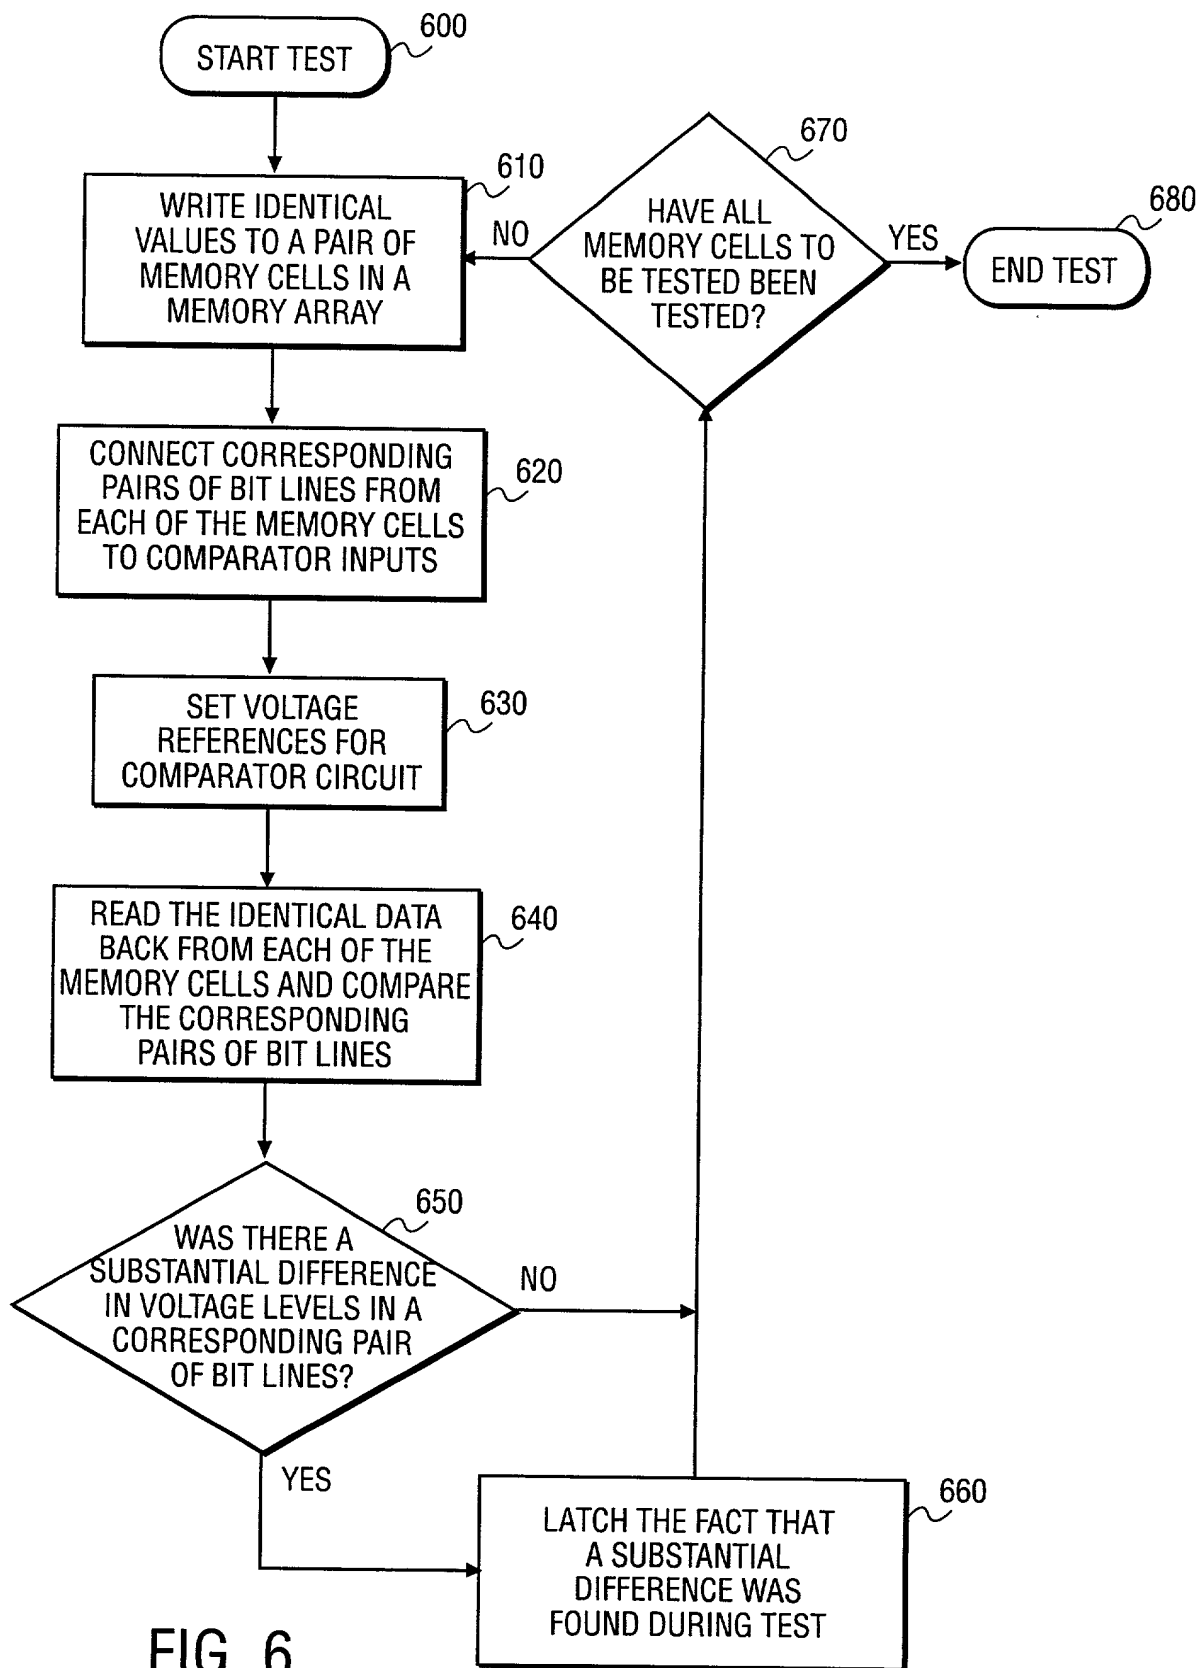 START TEST
600
WRITE IDENTICAL
VALUES TO A PAIR OF
MEMORY CELLS IN A
MEMORY ARRAY
610
CONNECT CORRESPONDING
PAIRS OF BIT LINES FROM
EACH OF THE MEMORY CELLS
TO COMPARATOR INPUTS
620
SET VOLTAGE
REFERENCES FOR
COMPARATOR CIRCUIT
630
READ THE IDENTICAL DATA
BACK FROM EACH OF THE
MEMORY CELLS AND COMPARE
THE CORRESPONDING
PAIRS OF BIT LINES
640
WAS THERE A
SUBSTANTIAL DIFFERENCE
IN VOLTAGE LEVELS IN A
CORRESPONDING PAIR
OF BIT LINES?
650
NO
YES
LATCH THE FACT THAT
A SUBSTANTIAL
DIFFERENCE WAS
FOUND DURING TEST
660
HAVE ALL
MEMORY CELLS TO
BE TESTED BEEN
TESTED?
670
NO
YES
END TEST
680
FIG. 6